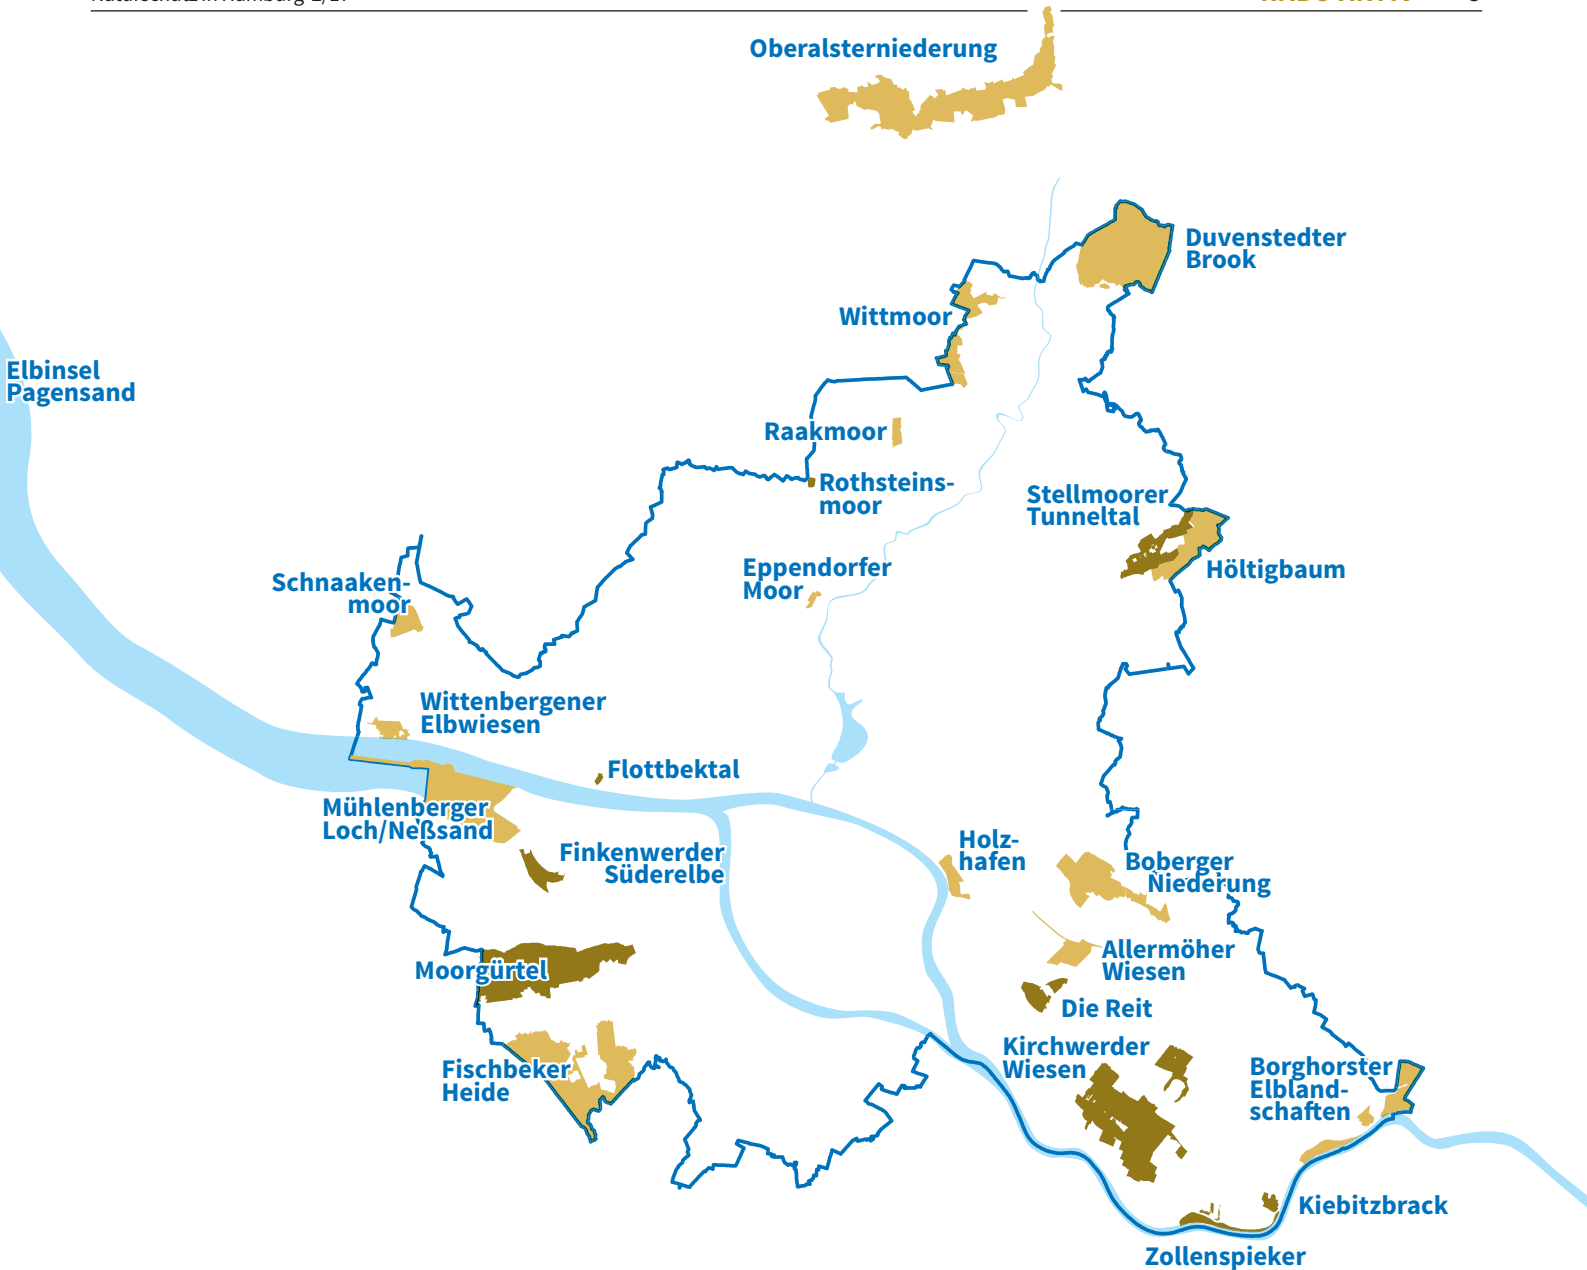 Oberalsterniederung
Duvenstedter
Brook
Wittmoor
Elbinsel
Pagensand
Raakmoor
Rothsteins-
moor
Stellmoorer
Tunneltal
Eppendorfer
Moor
Höltigbaum
Schnaaken-
moor
Wittenbergener
Elbwiesen
Flottbektal
Mühlenberger
Loch/Neßsand
Finkenwerder
Süderelbe
Holz-
hafen
Boberger
Niederung
Moorgürtel
Allermöher
Wiesen
Die Reit
Kirchwerder
Wiesen
Fischbeker
Heide
Borghorster
Elbland-
schaften
Kiebitzbrack
Zollenspieker